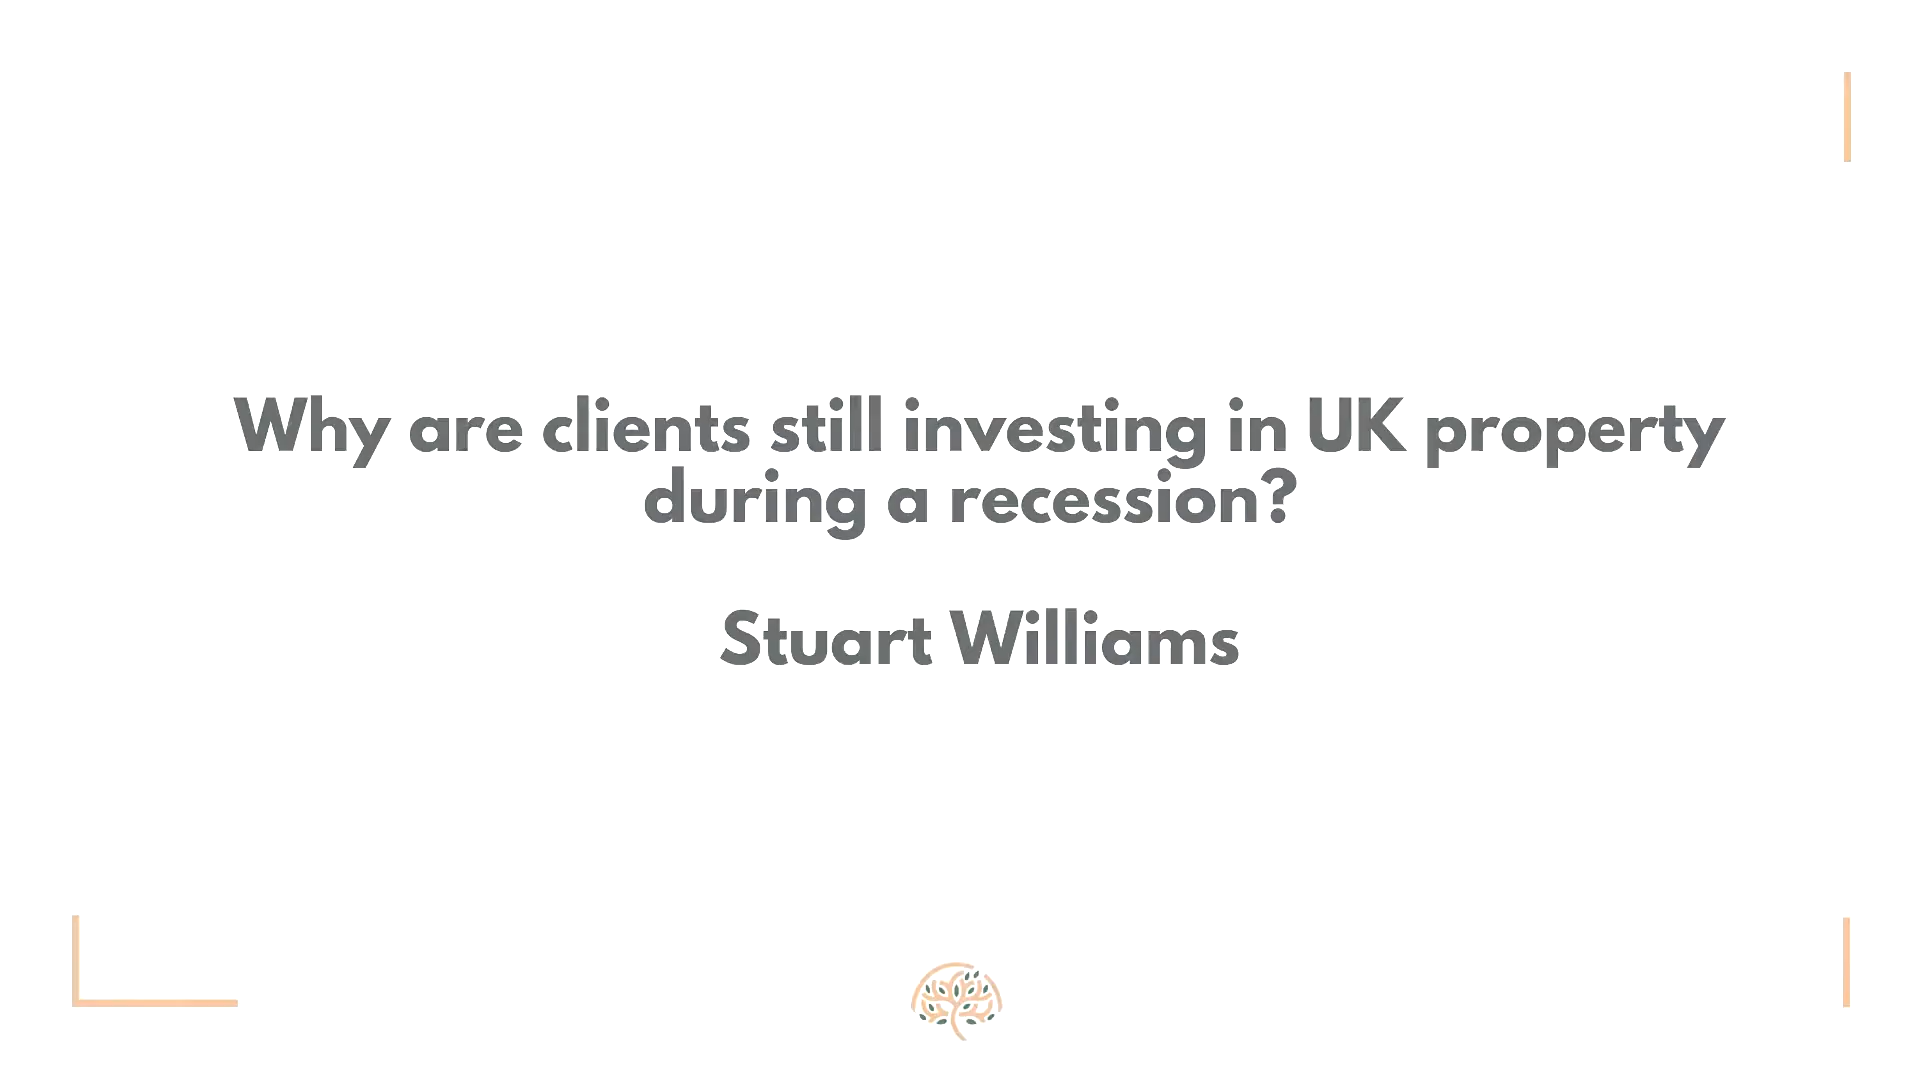 Why are clients still investing in UK property
during a recession?
Stuart Williams